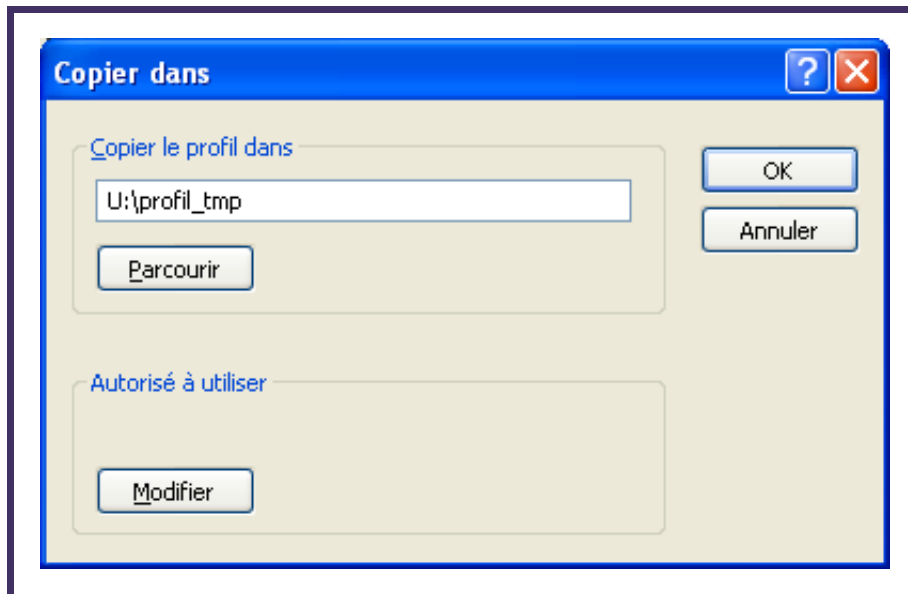 Copier dans
Copier le profil dans
U:\profil_tmp
Parcourir
OK
Annuler
Autorisé à utiliser
Modifier